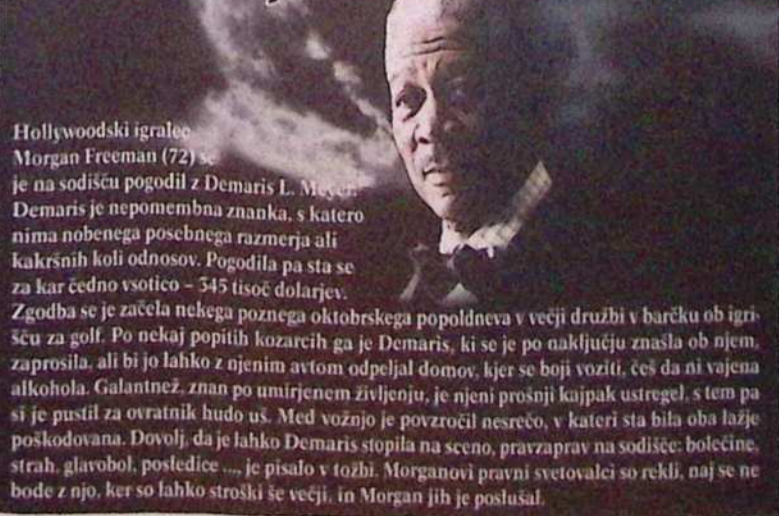 Hollywoodski igralec
Morgan Freeman (72) se
je na sodišču pogodil z Demaris L. Meyer.
Demaris je nepomembna znanka, s katero
nima nobenega posebnega razmerja ali
kakršnih koli odnosov. Pogodila pa sta se
za kar čedno vsotico – 345 tisoč dolarjev.
Zgodba se je začela nekega poznega oktobrskega popoldneva v večji družbi v barčku ob igri-
šču za golf. Po nekaj popitih kozarcih ga je Demaris, ki se je po naključju znašla ob njem,
zaprosila, ali bi jo lahko z njenim avtom odpeljal domov, kjer se boji voziti, češ da ni vajena
alkohola. Galantnež, znan po umirjenem življenju, je njeni prošnji kajpak ustregel, s tem pa
si je pustil za ovratnik hudo uš. Med vožnjo je povzročil nesrečo, v kateri sta bila oba lažje
poškodovana. Dovolj, da je lahko Demaris stopila na sceno, pravzaprav na sodišče: bolečine,
strah, glavobol, posledice ..., je pisalo v tožbi. Morganovi pravni svetovalci so rekli, naj se ne
bode z njo, ker so lahko stroški še večji, in Morgan jih je poslušal.